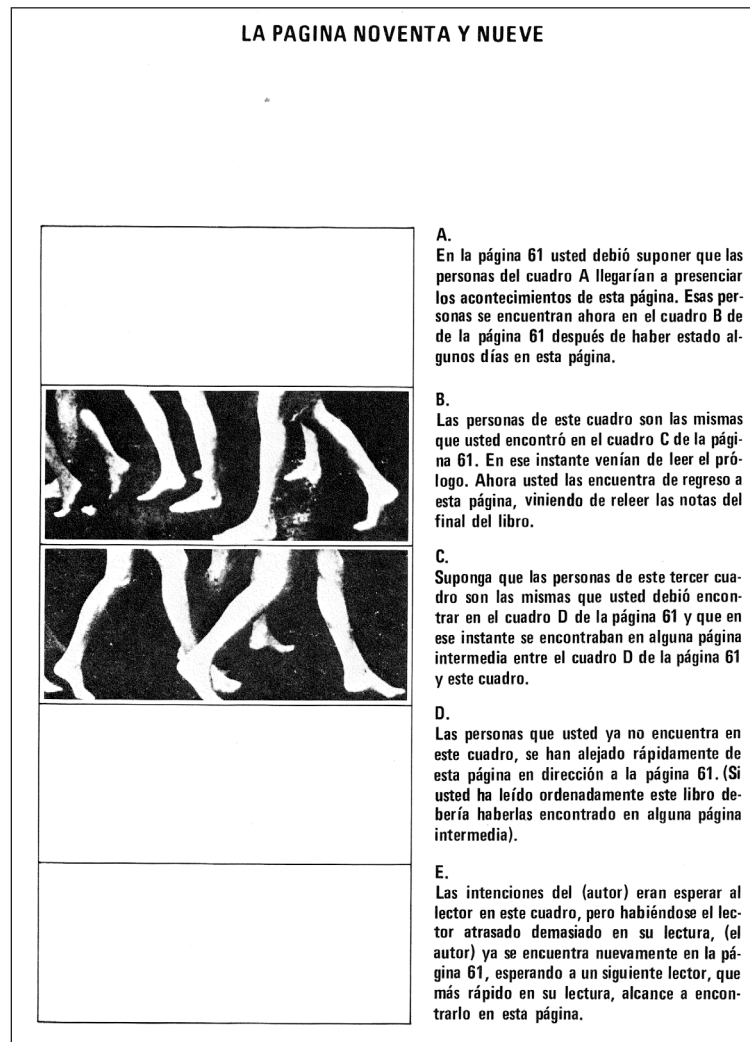 LA PAGINA NOVENTA Y NUEVE
A.
En la página 61 usted debió suponer que las
personas del cuadro A llegarían a presenciar
los acontecimientos de esta página. Esas per-
sonas se encuentran ahora en el cuadro B de
de la página 61 después de haber estado al-
gunos días en esta página.
B.
Las personas de este cuadro son las mismas
que usted encontró en el cuadro C de la pági-
na 61. En ese instante venían de leer el pró-
logo. Ahora usted las encuentra de regreso a
esta página, viniendo de releer las notas del
final del libro.
C.
Suponga que las personas de este tercer cua-
dro son las mismas que usted debió encon-
trar en el cuadro D de la página 61 y que en
ese instante se encontraban en alguna página
intermedia entre el cuadro D de la página 61
y este cuadro.
D.
Las personas que usted ya no encuentra en
este cuadro, se han alejado rápidamente de
esta página en dirección a la página 61. (Si
usted ha leído ordenadamente este libro de-
bería haberlas encontrado en alguna página
intermedia).
E.
Las intenciones del (autor) eran esperar al
lector en este cuadro, pero habiéndose el lec-
tor atrasado demasiado en su lectura, (el
autor) ya se encuentra nuevamente en la pá-
gina 61, esperando a un siguiente lector, que
más rápido en su lectura, alcance a encon-
trarlo en esta página.